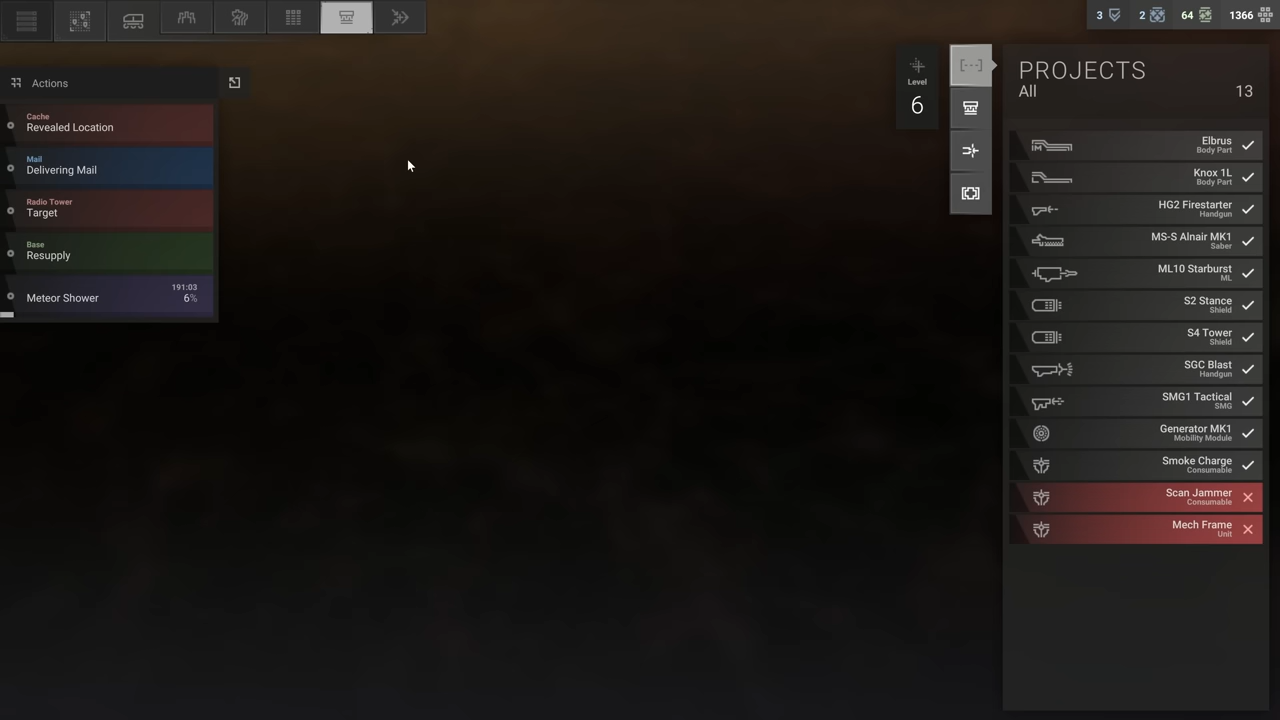 3
2
64
1366
Actions
Cache
Revealed Location
Mail
Delivering Mail
Radio Tower
Target
Base
Resupply
191:03
Meteor Shower
6%
Level
6
PROJECTS
All
13
Elbrus
Body Part
Knox 1L
Body Part
HG2 Firestarter
Handgun
MS-S Alnair MK1
Saber
ML10 Starburst
ML
S2 Stance
Shield
S4 Tower
Shield
SGC Blast
Handgun
SMG1 Tactical
SMG
Generator MK1
Mobility Module
Smoke Charge
Consumable
Scan Jammer
Consumable
Mech Frame
Unit